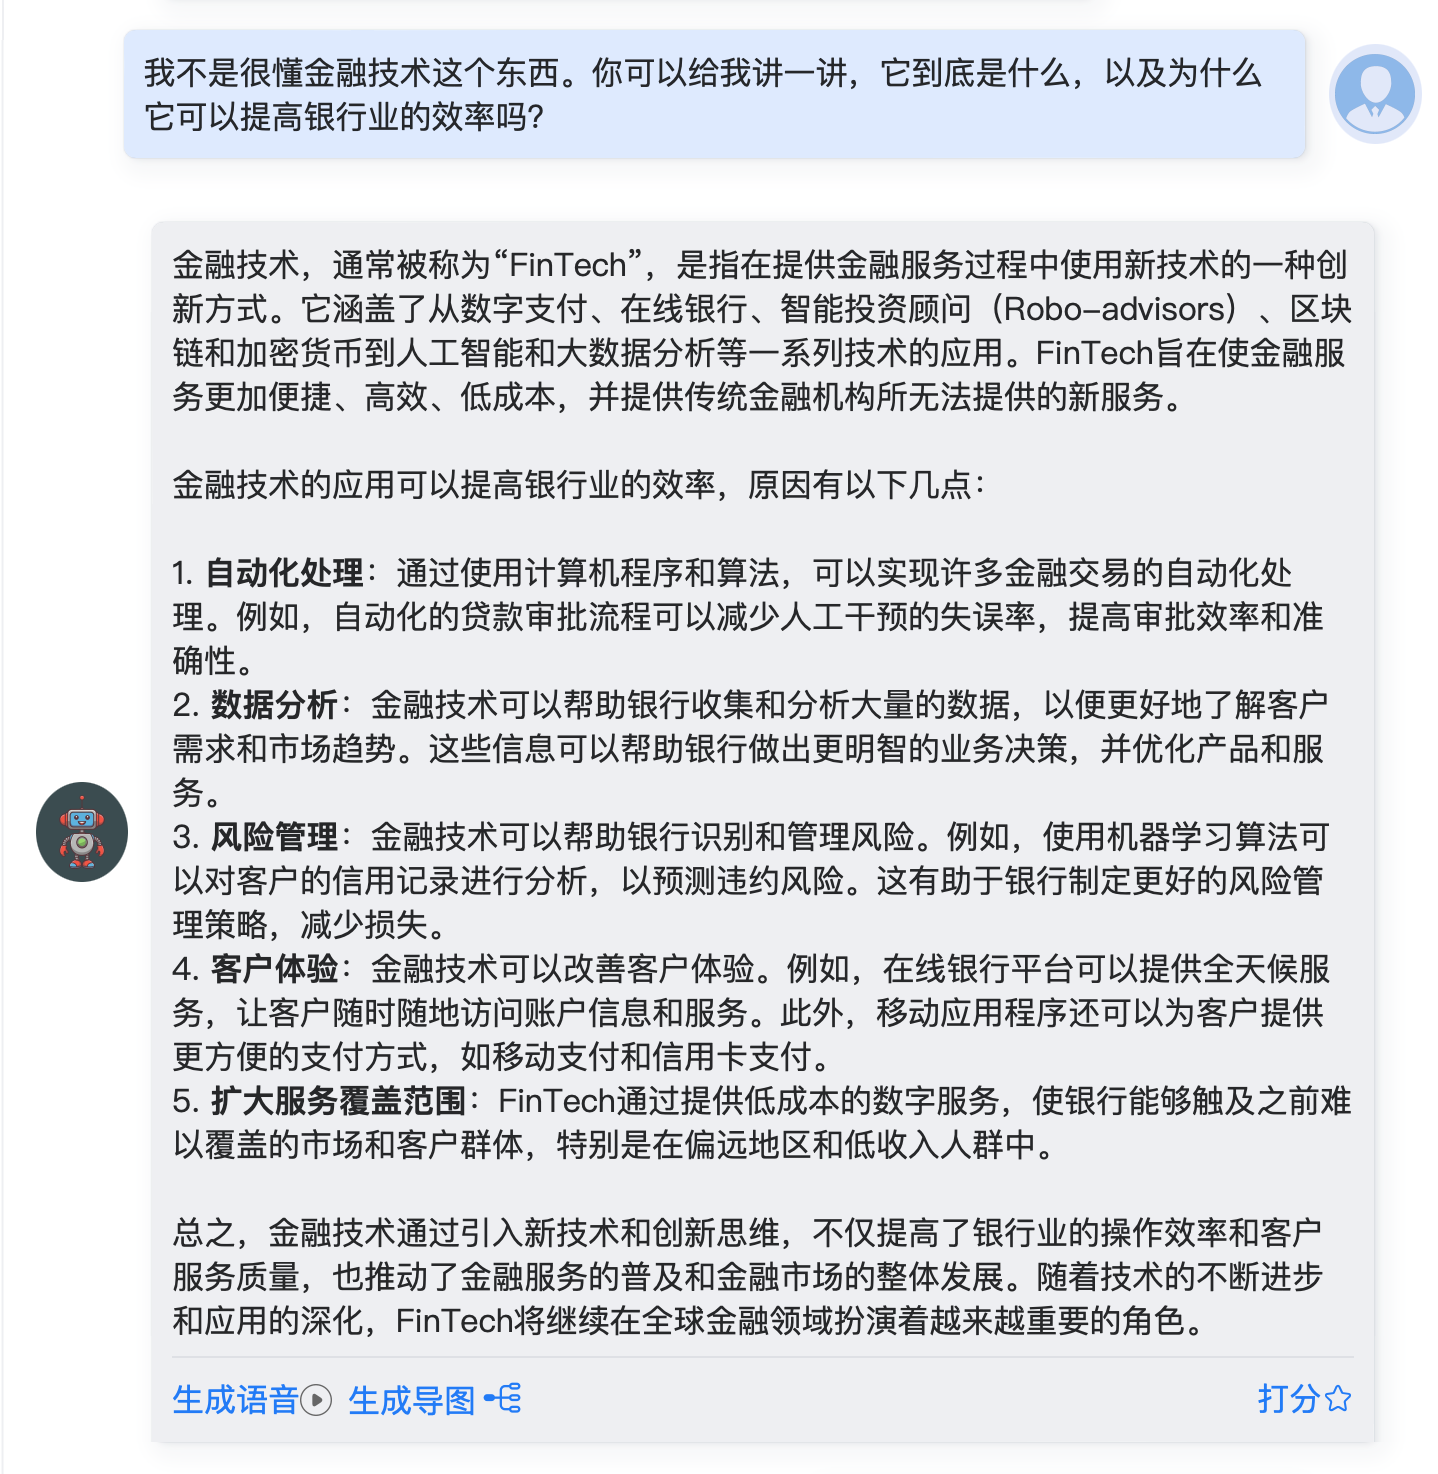 我不是很懂金融技术这个东西。你可以给我讲一讲，它到底是什么，以及为什么
它可以提高银行业的效率吗?
金融技术，通常被称为“FinTech”，是指在提供金融服务过程中使用新技术的一种创
新方式。它涵盖了从数字支付、在线银行、智能投资顾问（Robo-advisors）、区块
链和加密货币到人工智能和大数据分析等一系列技术的应用。FinTech旨在使金融服
务更加便捷、高效、低成本，并提供传统金融机构所无法提供的新服务。
金融技术的应用可以提高银行业的效率，原因有以下几点：
1. 自动化处理：通过使用计算机程序和算法，可以实现许多金融交易的自动化处
理。例如，自动化的贷款审批流程可以减少人工干预的失误率，提高审批效率和准
确性。
2. 数据分析：金融技术可以帮助银行收集和分析大量的数据，以便更好地了解客户
需求和市场趋势。这些信息可以帮助银行做出更明智的业务决策，并优化产品和服
务。
3. 风险管理：金融技术可以帮助银行识别和管理风险。例如，使用机器学习算法可
以对客户的信用记录进行分析，以预测违约风险。这有助于银行制定更好的风险管
理策略，减少损失。
4. 客户体验：金融技术可以改善客户体验。例如，在线银行平台可以提供全天候服
务，让客户随时随地访问账户信息和服务。此外，移动应用程序还可以为客户提供
更方便的支付方式，如移动支付和信用卡支付。
5. 扩大服务覆盖范围：FinTech通过提供低成本的数字服务，使银行能够触及之前难
以覆盖的市场和客户群体，特别是在偏远地区和低收入人群中。
总之，金融技术通过引入新技术和创新思维，不仅提高了银行业的操作效率和客户
服务质量，也推动了金融服务的普及和金融市场的整体发展。随着技术的不断进步
和应用的深化，FinTech将继续在全球金融领域扮演着越来越重要的角色。
生成语音 生成导图 打分